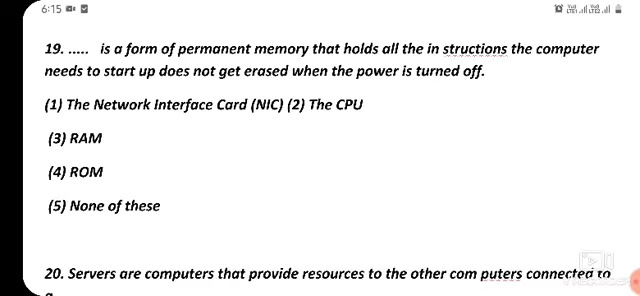 6:15
19. ..... is a form of permanent memory that holds all the in structions the computer
needs to start up does not get erased when the power is turned off.
(1) The Network Interface Card (NIC) (2) The CPU
(3) RAM
(4) ROM
(5) None of these
20. Servers are computers that provide resources to the other com puters connected to